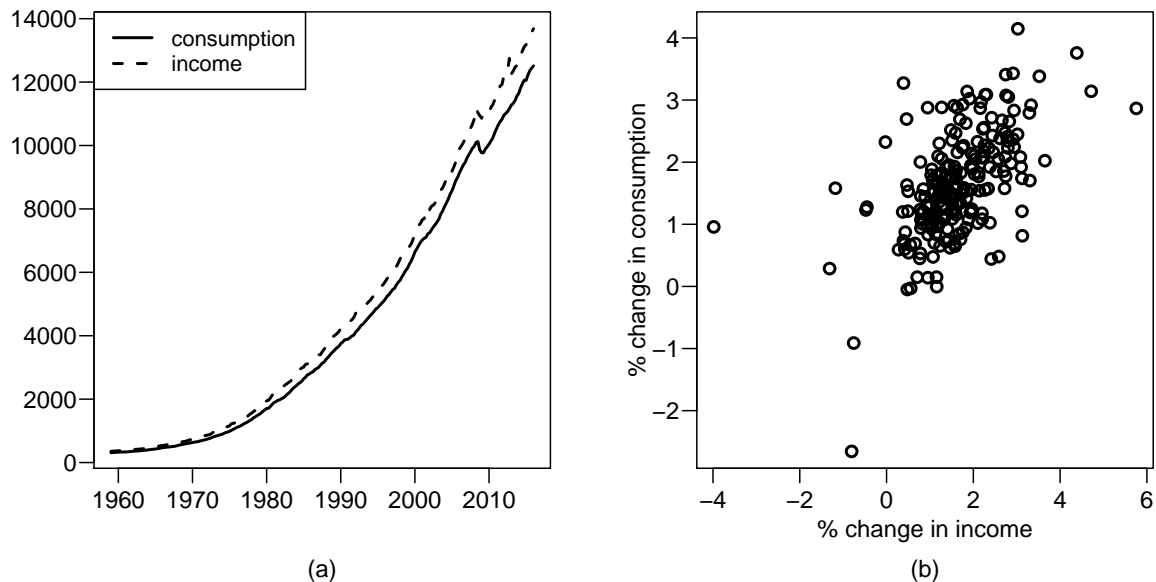 14000
12000
10000
8000
6000
4000
2000
0
consumption
income
1960 1970 1980 1990 2000 2010
(a)
% change in consumption
4
3
2
1
0
−1
−2
−4 −2 0 2 4 6
% change in income
(b)